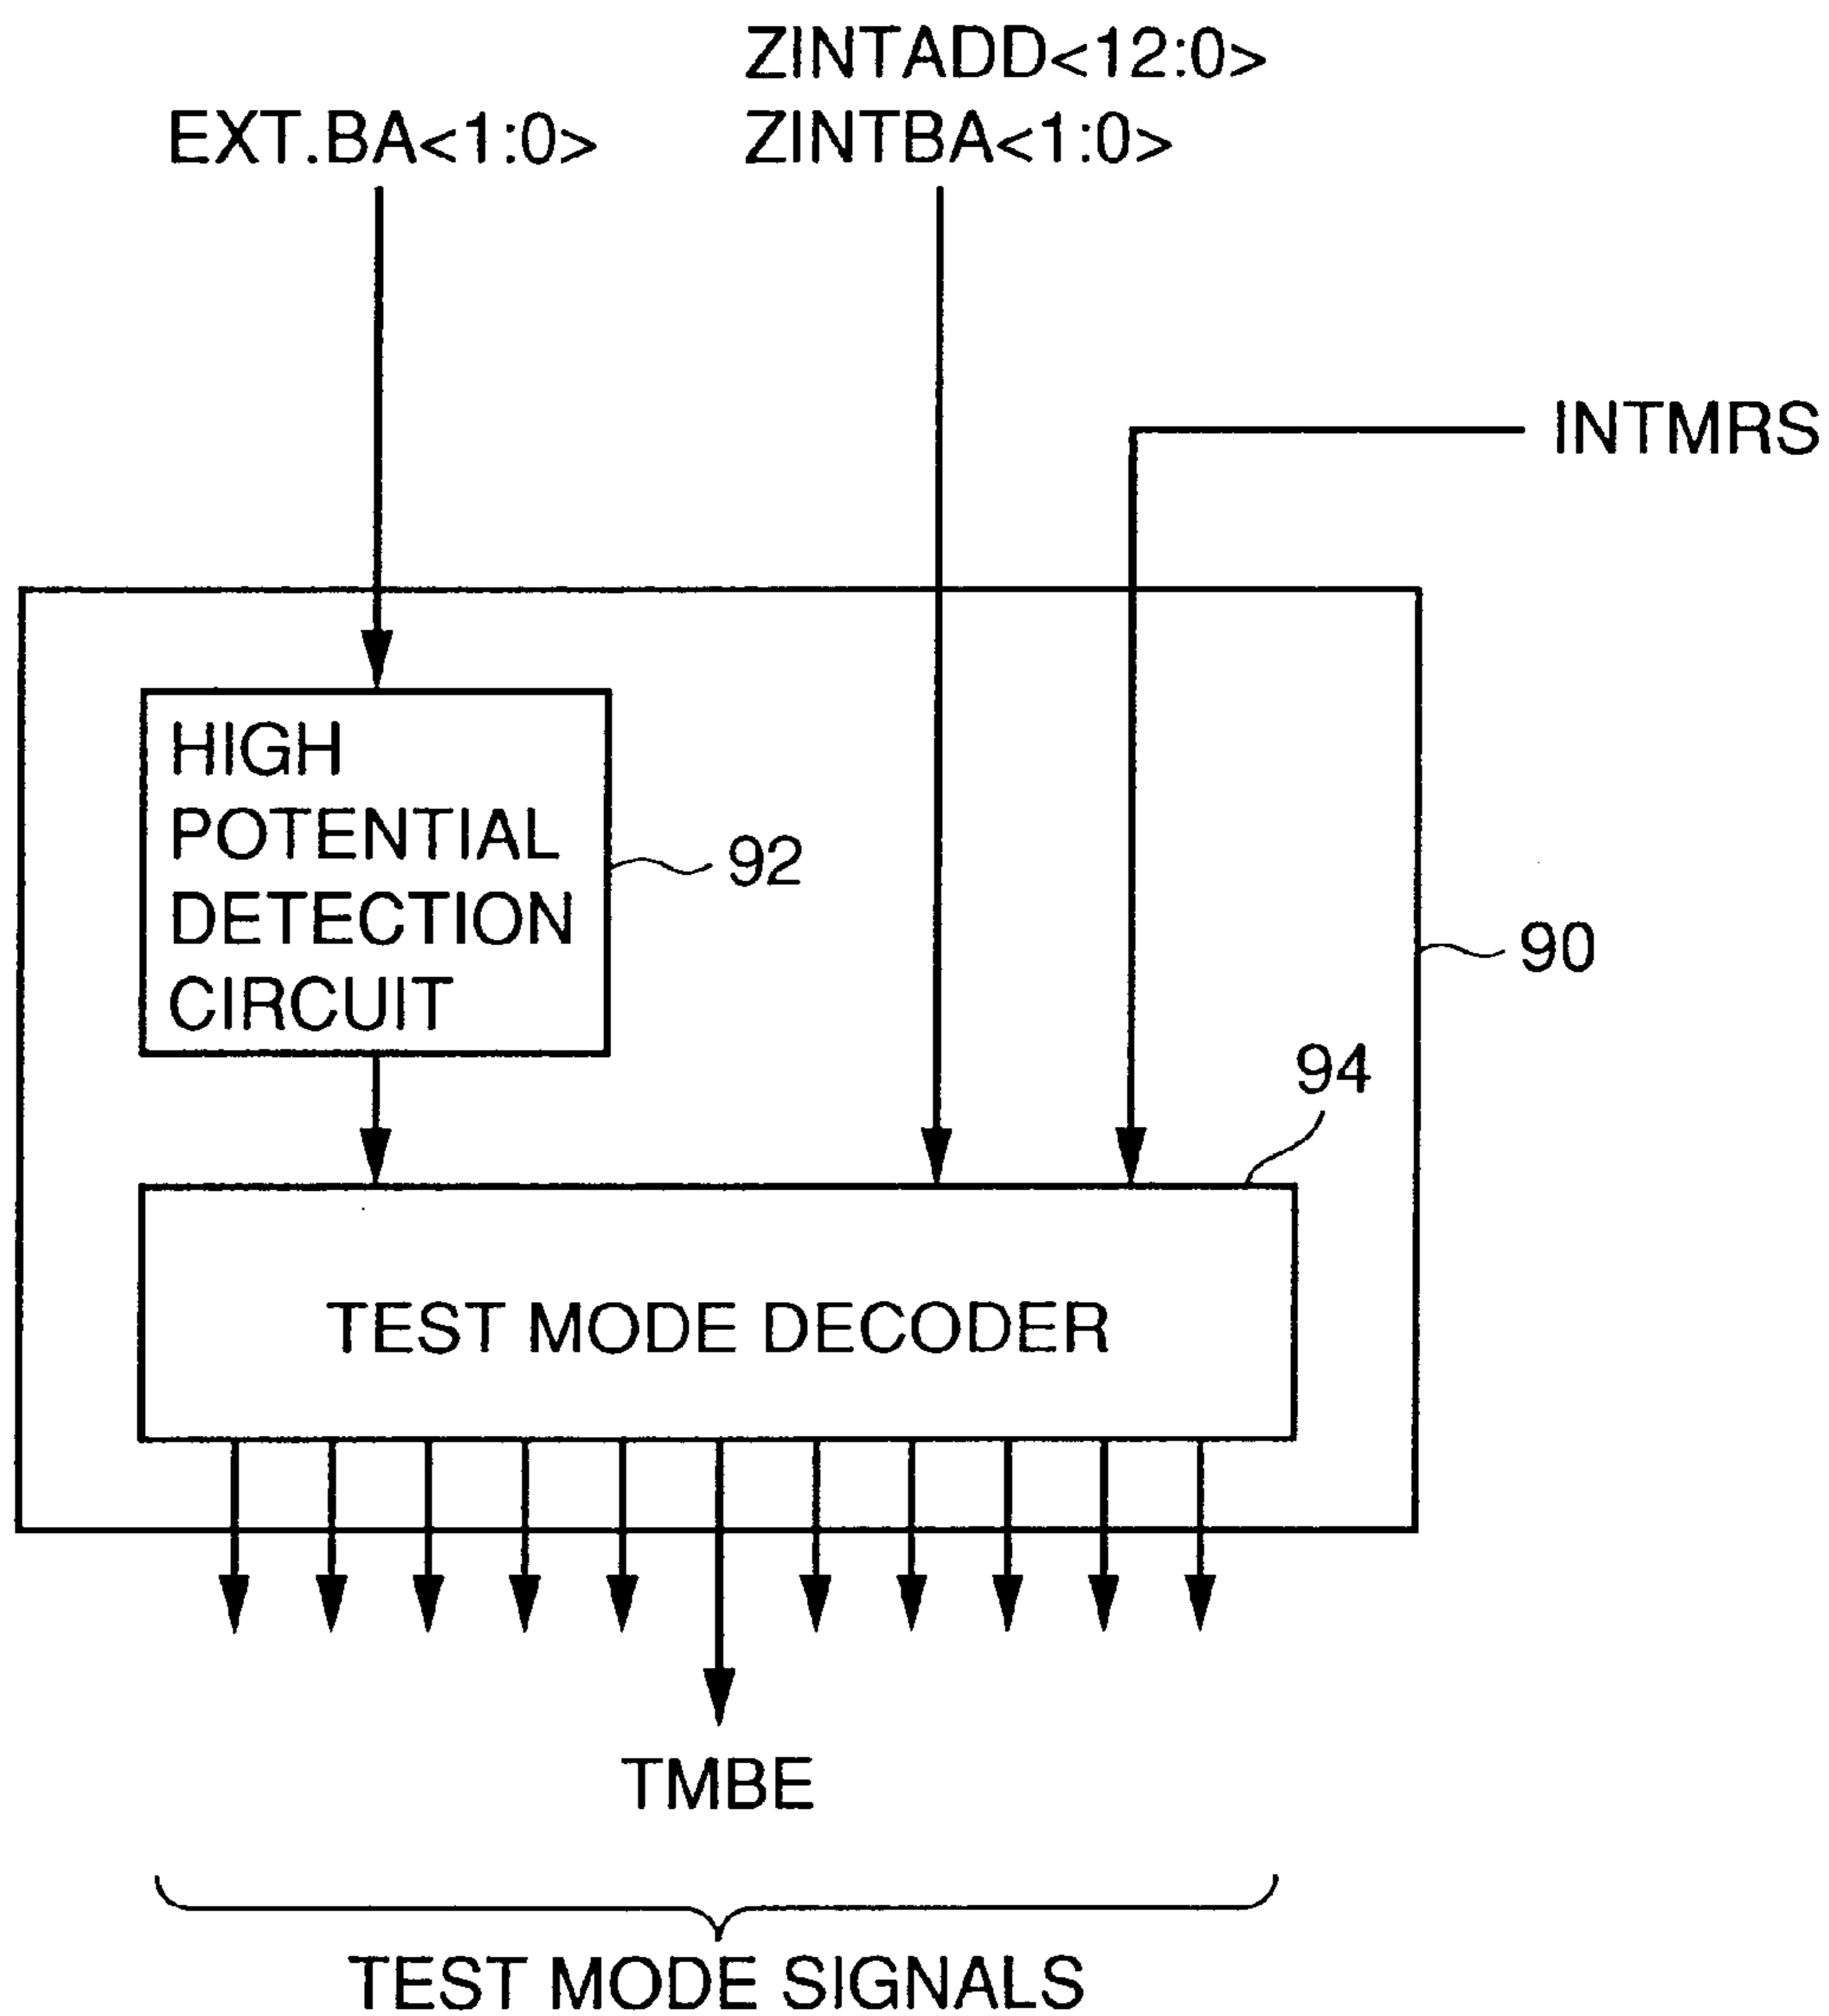 ZINTADD<12:0>
EXT.BA<1:0>
ZINTBA<1:0>
INTMRS
HIGH
POTENTIAL
DETECTION
CIRCUIT
92
90
94
TEST MODE DECODER
TMBE
TEST MODE SIGNALS